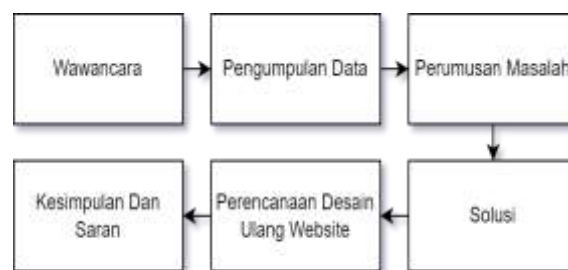 Wawancara
Pengumpulan Data
Perumusan Masalah
Solusi
Perencanaan Desain
Ulang Website
Kesimpulan Dan
Saran